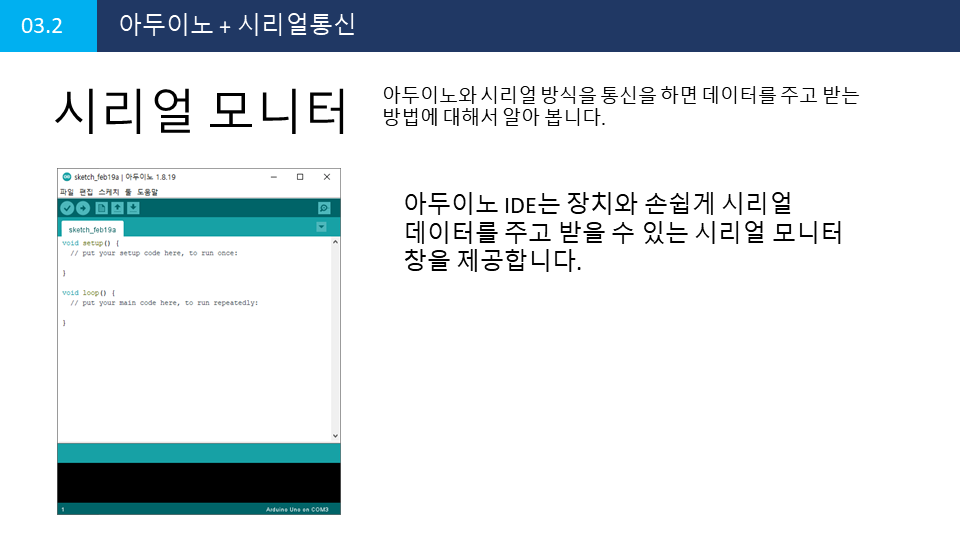 03.2
아두이노 + 시리얼통신
시리얼 모니터
아두이노와 시리얼 방식을 통신을 하면 데이터를 주고 받는
방법에 대해서 알아 봅니다.
sketch_feb19a | 아두이노 1.8.19
파일 편집 스케치 툴 도움말
sketch_feb19a
void setup() {
// put your setup code here, to run once:
}
void loop() {
// put your main code here, to run repeatedly:
}
1
Arduino Uno on COM3
아두이노 IDE는 장치와 손쉽게 시리얼
데이터를 주고 받을 수 있는 시리얼 모니터
창을 제공합니다.